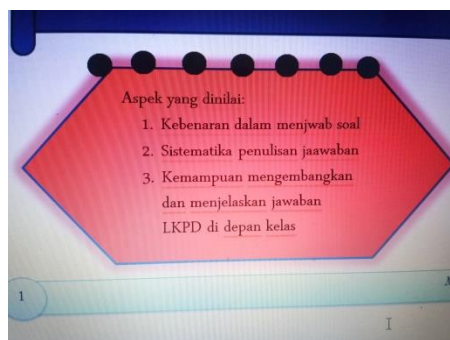 Aspek yang dinilai:
1. Kebenaran dalam menjwab soal
2. Sistematika penulisan jaawaban
3. Kemampuan mengembangkan
dan menjelaskan jawaban
LKPD di depan kelas
1